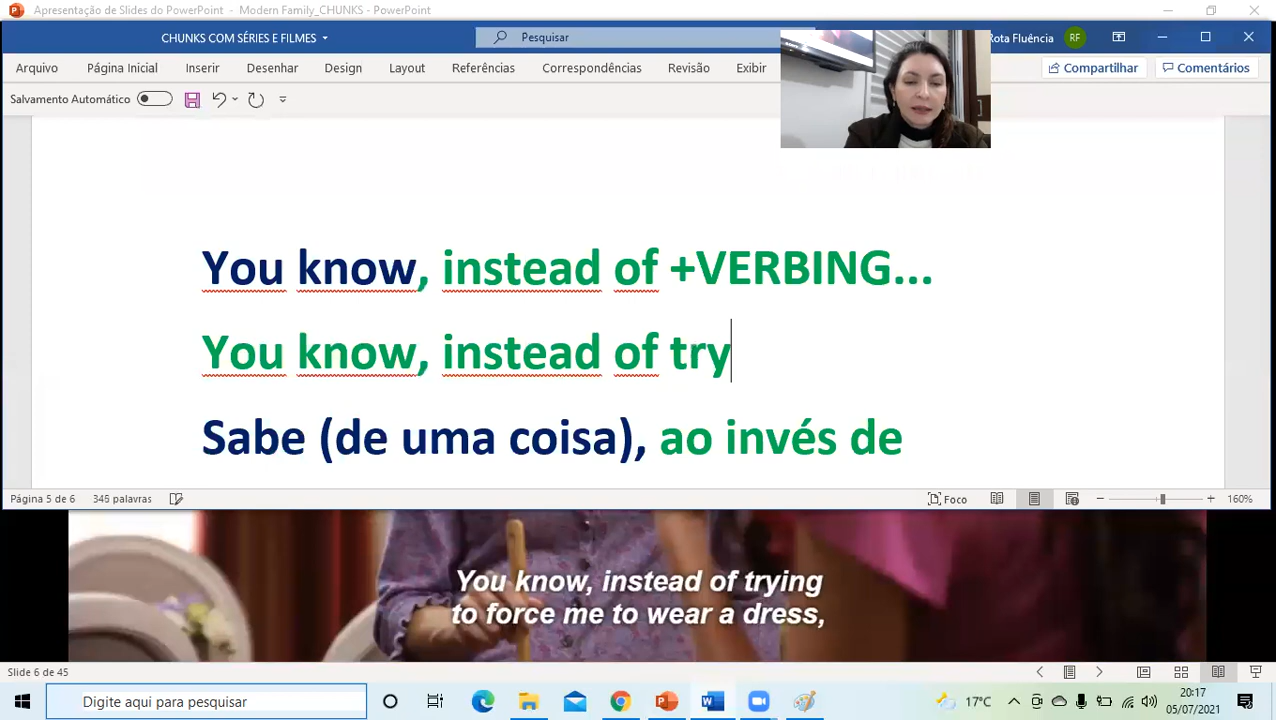 Apresentação de Slides do PowerPoint - Modern Family_CHUNKS - PowerPoint
CHUNKS COM SÉRIES E FILMES
Pesquisar
Rota Fluência
RF
Arquivo Página Inicial Inserir Desenhar Design Layout Referências Correspondências Revisão Exibir
Compartilhar
Comentários
Salvamento Automático
You know, instead of +VERBING...
You know, instead of try
Sabe (de uma coisa), ao invés de
Página 5 de 6 345 palavras
Foco
160%
You know, instead of trying
to force me to wear a dress,
Slide 6 de 45
Digite aqui para pesquisar
17°C
20:17
05/07/2021